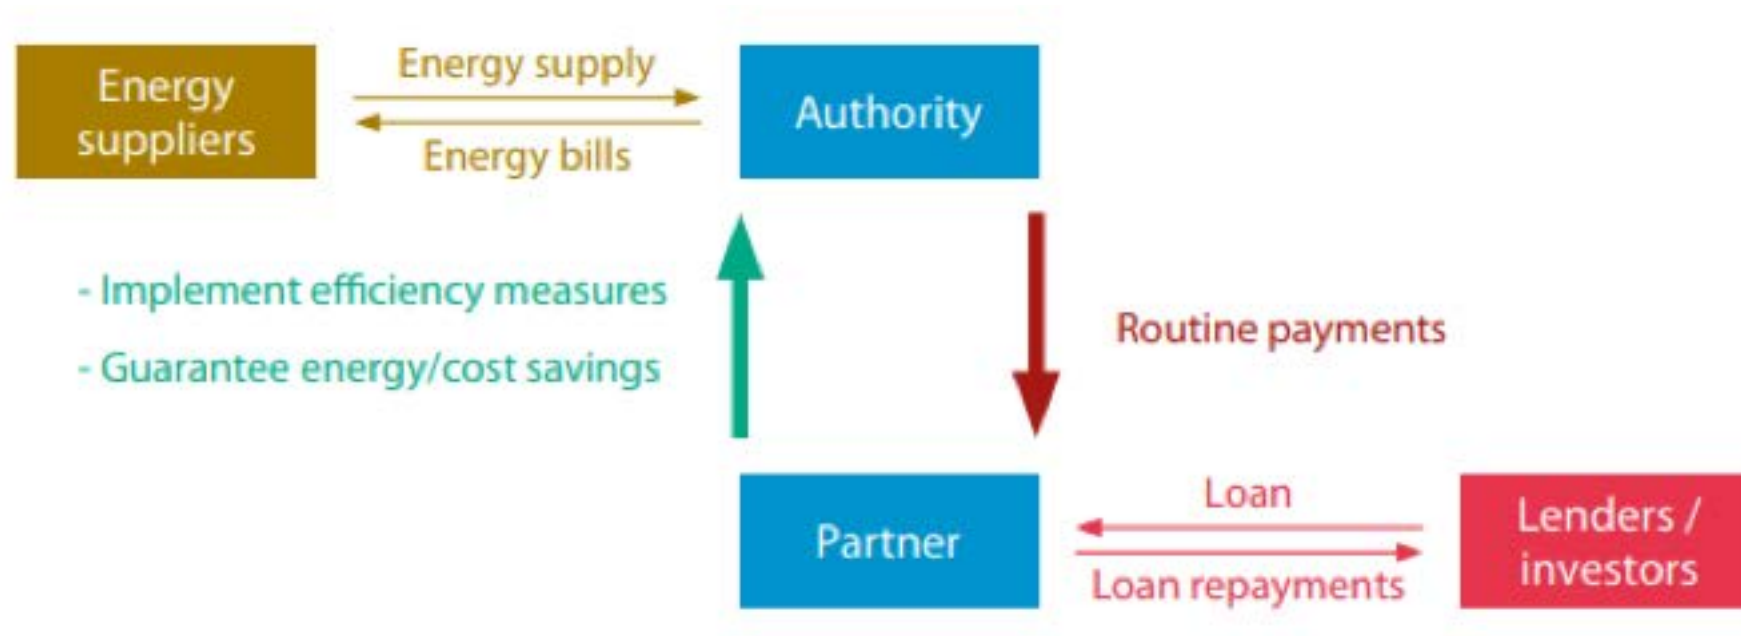 Energy
suppliers
Energy supply
Energy bills
Authority
- Implement efficiency measures
- Guarantee energy/cost savings
Routine payments
Partner
Loan
Loan repayments
Lenders /
investors